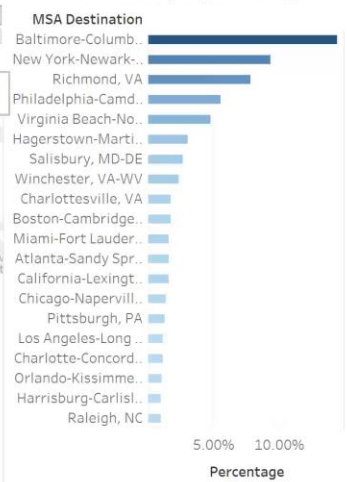 MSA Destination
Baltimore-Columb..
New York-Newark-..
Richmond, VA
Philadelphia-Camd..
Virginia Beach-No..
Hagerstown-Marti..
Salisbury, MD-DE
Winchester, VA-WV
Charlottesville, VA
Boston-Cambridge..
Miami-Fort Lauder..
Atlanta-Sandy Spr..
California-Lexingt..
Chicago-Napervill..
Pittsburgh, PA
Los Angeles-Long ..
Charlotte-Concord..
Orlando-Kissimme..
Harrisburg-Carlisl..
Raleigh, NC
5.00% 10.00%
Percentage